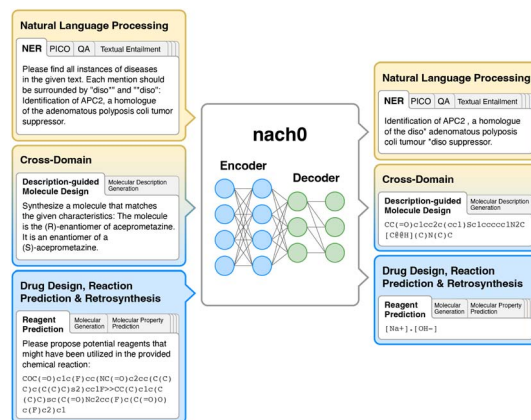 Natural Language Processing
NER PICO QA Textual Entailment
Please find all instances of diseases
in the given text. Each mention should
be surrounded by "diso*" and "*diso":
Identification of APC2, a homologue
of the adenomatous polyposis coli tumor
suppressor.
Cross-Domain
Description-guided
Molecule Design
Molecular Description
Generation
Synthesize a molecule that matches
the given characteristics: The molecule
is the (R)-enantiomer of aceprometazine.
It is an enantiomer of a
(S)-aceprometazine.
Drug Design, Reaction
Prediction & Retrosynthesis
Reagent
Prediction
Molecular
Generation
Molecular Property
Prediction
Please propose potential reagents that
might have been utilized in the provided
chemical reaction:
COC(=O)c1c(F)cc(NC(=O)c2cc(C(C)
C)c(C(C)C)s2)cc1F>>CC(C)c1c(C
(C)C)sc(C(=O)Nc2cc(F)c(C(=O)O)
c(F)c2)c1
nach0
Encoder
Decoder
Natural Language Processing
NER PICO QA Textual Entailment
Identification of APC2 , a homologue
of the diso* adenomatous polyposis
coli tumour *diso suppressor.
Cross-Domain
Description-guided
Molecule Design
Molecular Description
Generation
CC(=O)c1cc2c(cc1)Sc1ccccc1N2C
[C@@H](C)N(C)C
Drug Design, Reaction
Prediction & Retrosynthesis
Reagent
Prediction
Molecular
Generation
Molecular Property
Prediction
[Na+].[OH-]